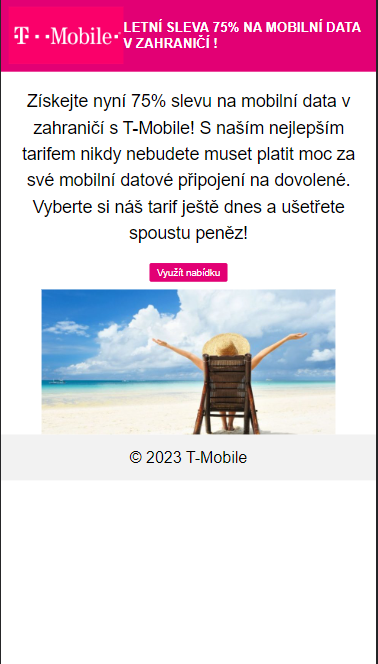 T··Mobile·
LETNÍ SLEVA 75% NA MOBILNÍ DATA
V ZAHRANIČÍ !
Získejte nyní 75% slevu na mobilní data v
zahraničí s T-Mobile! S naším nejlepším
tarifem nikdy nebudete muset platit moc za
své mobilní datové připojení na dovolené.
Vyberte si náš tarif ještě dnes a ušetřete
spoustu peněz!
Využít nabídku
© 2023 T-Mobile